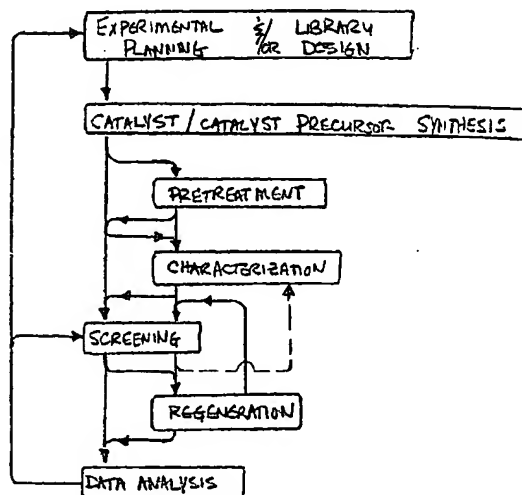 EXPERIMENTAL & LIBRARY
PLANNING /OR DESIGN
CATALYST/CATALYST PRECURSOR SYNTHESIS
PRETREATMENT
CHARACTERIZATION
SCREENING
REGENERATION
DATA ANALYSIS